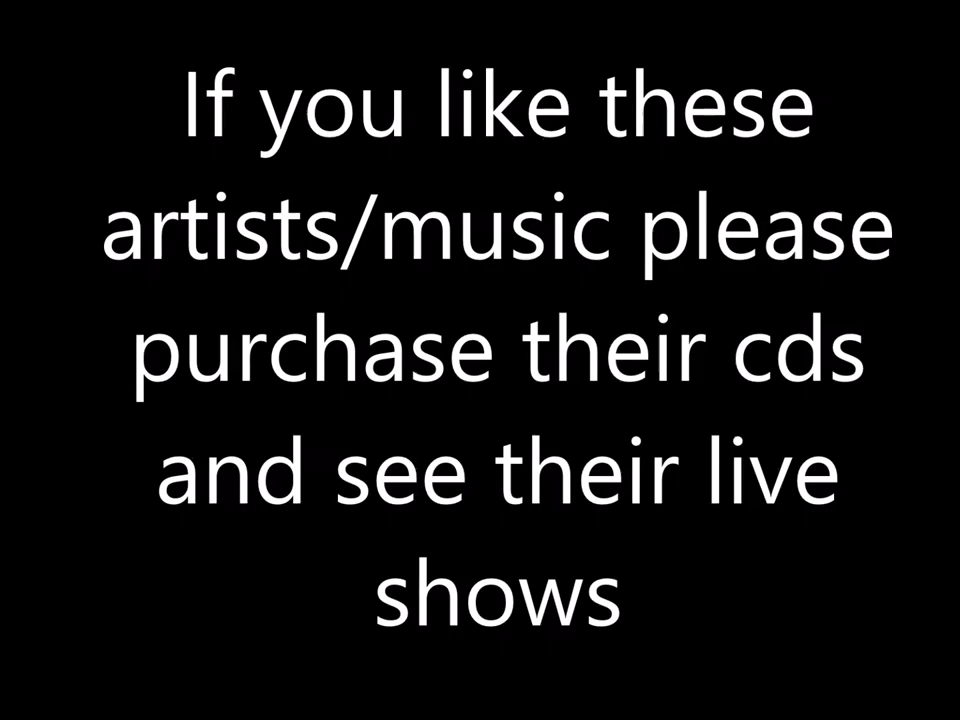 If you like these
artists/music please
purchase their cds
and see their live
shows